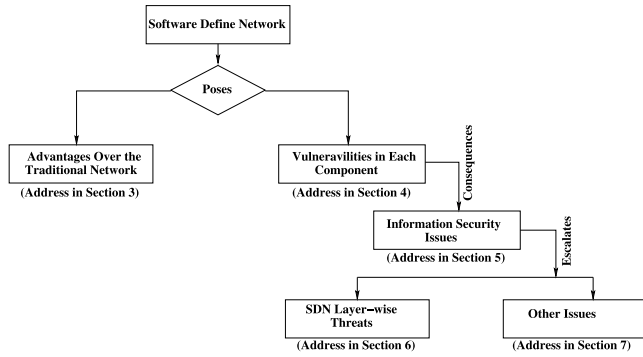 Software Define Network
Poses
Advantages Over the
Traditional Network
(Address in Section 3)
Vulneravilities in Each
Component
(Address in Section 4)
Consequences
Information Security
Issues
(Address in Section 5)
Escalates
SDN Layer−wise
Threats
(Address in Section 6)
Other Issues
(Address in Section 7)